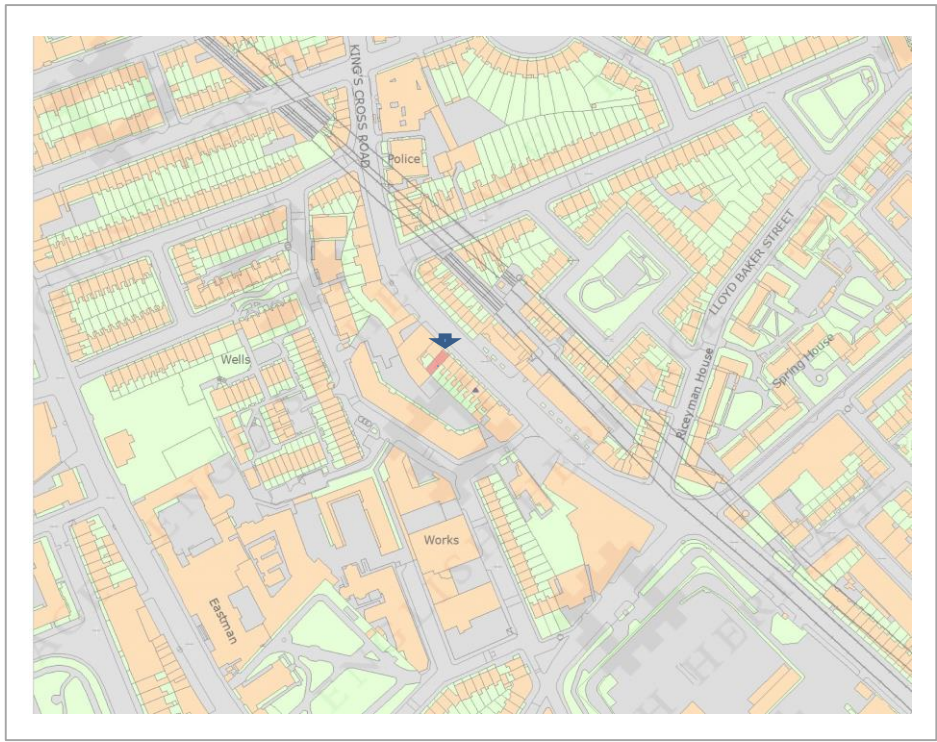 KING'S CROSS ROAD
Police
LLOYD BAKER STREET
Wells
Spring House
Riceyman House
Works
Eastman